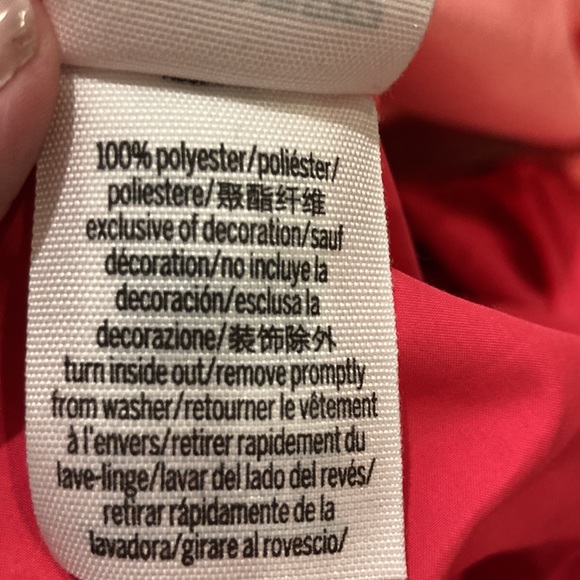 100% polyester/poliéster/
poliestere/聚酯纤维
exclusive of decoration/sauf
décoration/no incluye la
decoración/esclusa la
decorazione/装饰除外
turn inside out/remove promptly
from washer/retourner le vêtement
à l'envers/retirer rapidement du
lave-linge/lavar del lado del revés/
retirar rápidamente de la
lavadora/girare al rovescio/